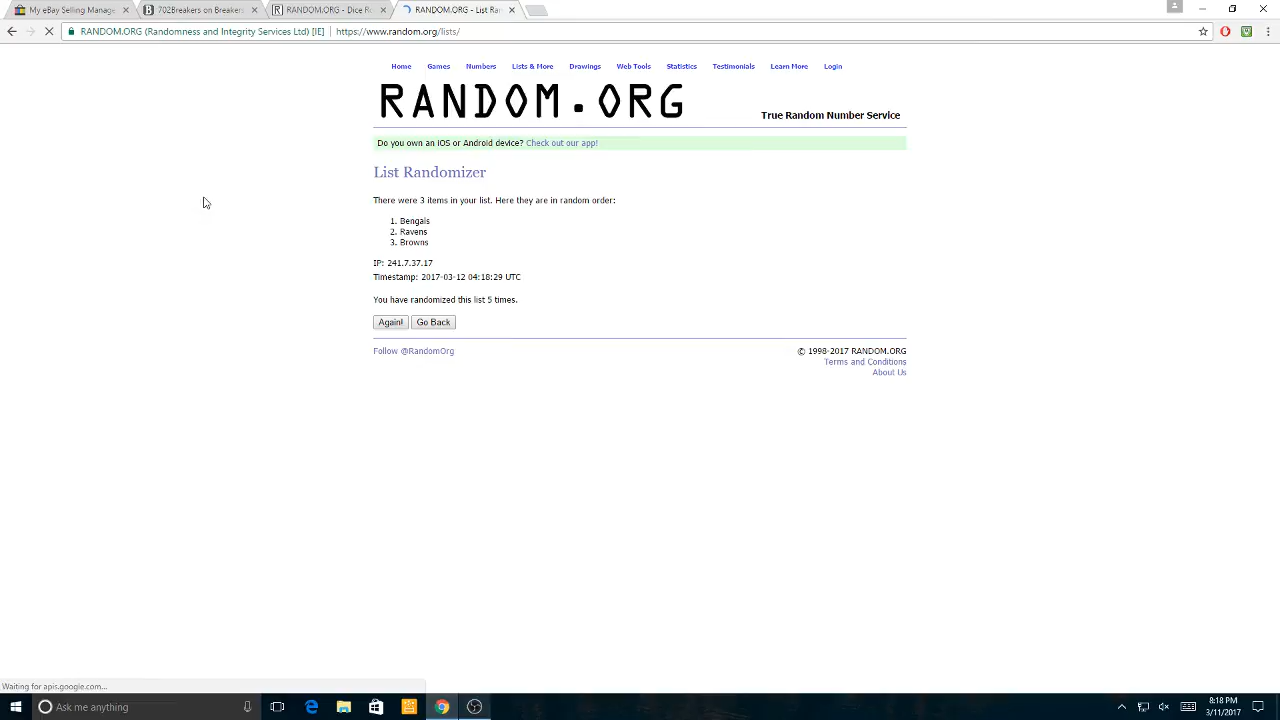 My eBay Selling Manage
702Breakers on Breakers
RANDOM.ORG - Dice Ro
RANDOM.ORG - List Ran
RANDOM.ORG (Randomness and Integrity Services Ltd) [IE]
https://www.random.org/lists/
Home Games Numbers Lists & More Drawings Web Tools Statistics Testimonials Learn More Login
RANDOM.ORG
True Random Number Service
Do you own an iOS or Android device? Check out our app!
List Randomizer
There were 3 items in your list. Here they are in random order:
1. Bengals
2. Ravens
3. Browns
IP: 241.7.37.17
Timestamp: 2017-03-12 04:18:29 UTC
You have randomized this list 5 times.
Again! Go Back
Follow @RandomOrg
© 1998-2017 RANDOM.ORG
Terms and Conditions
About Us
Waiting for apis.google.com...
Ask me anything
8:18 PM
3/11/2017